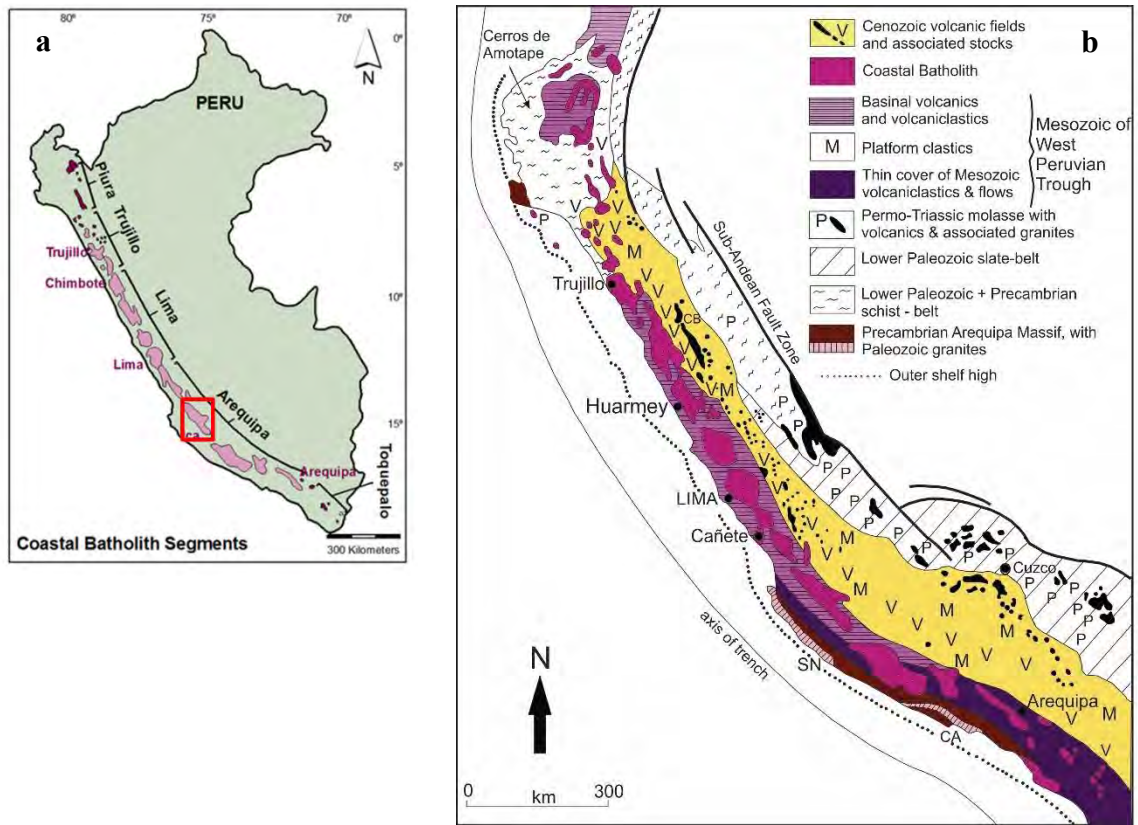 80°
75°
70°
a
0°
N
PERU
5°
Piura
Trujillo
Trujillo
Chimbote
10°
Lima
Lima
Arequipa
15°
ca
Arequipa
Toquepalo
Coastal Batholith Segments
300 Kilometers
b
Cerros de
Amotape
V
Cenozoic volcanic fields
and associated stocks
Coastal Batholith
Basinal volcanics
and volcaniclastics
M
Platform clastics
Thin cover of Mesozoic
volcaniclastics & flows
Mesozoic of
West
Peruvian
Trough
P
Permo-Triassic molasse with
volcanics & associated granites
Lower Paleozoic slate-belt
Lower Paleozoic + Precambrian
schist - belt
Precambrian Arequipa Massif, with
Paleozoic granites
Outer shelf high
Sub-Andean Fault Zone
V
V
V
P
V
V
M
V
Trujillo
P
CB
V
V
V
V
V
M
P
Huarmey
P
P
LIMA
V
P
P
P
Cañete
V
V
M
P
P
P
Cuzco
P
P
P
V
M
V
M
V
V
M
V
V
M
V
axis of trench
SN
N
Arequipa
V
M
V
CA
0
300
km